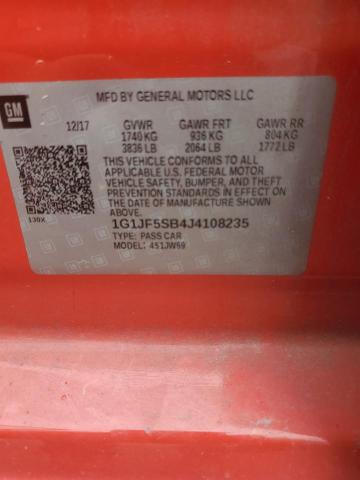 GM
MFD BY GENERAL MOTORS LLC
12/17 GVWR GAWR FRT GAWR RR
1740 KG 936 KG 804 KG
3836 LB 2064 LB 1772 LB
THIS VEHICLE CONFORMS TO ALL
APPLICABLE U.S. FEDERAL MOTOR
VEHICLE SAFETY, BUMPER, AND THEFT
PREVENTION STANDARDS IN EFFECT
ON THE DATE OF MANUFACTURE
SHOWN ABOVE.
130X
1G1JF5SB4J4108235
TYPE: PASS CAR
MODEL: 451JW69